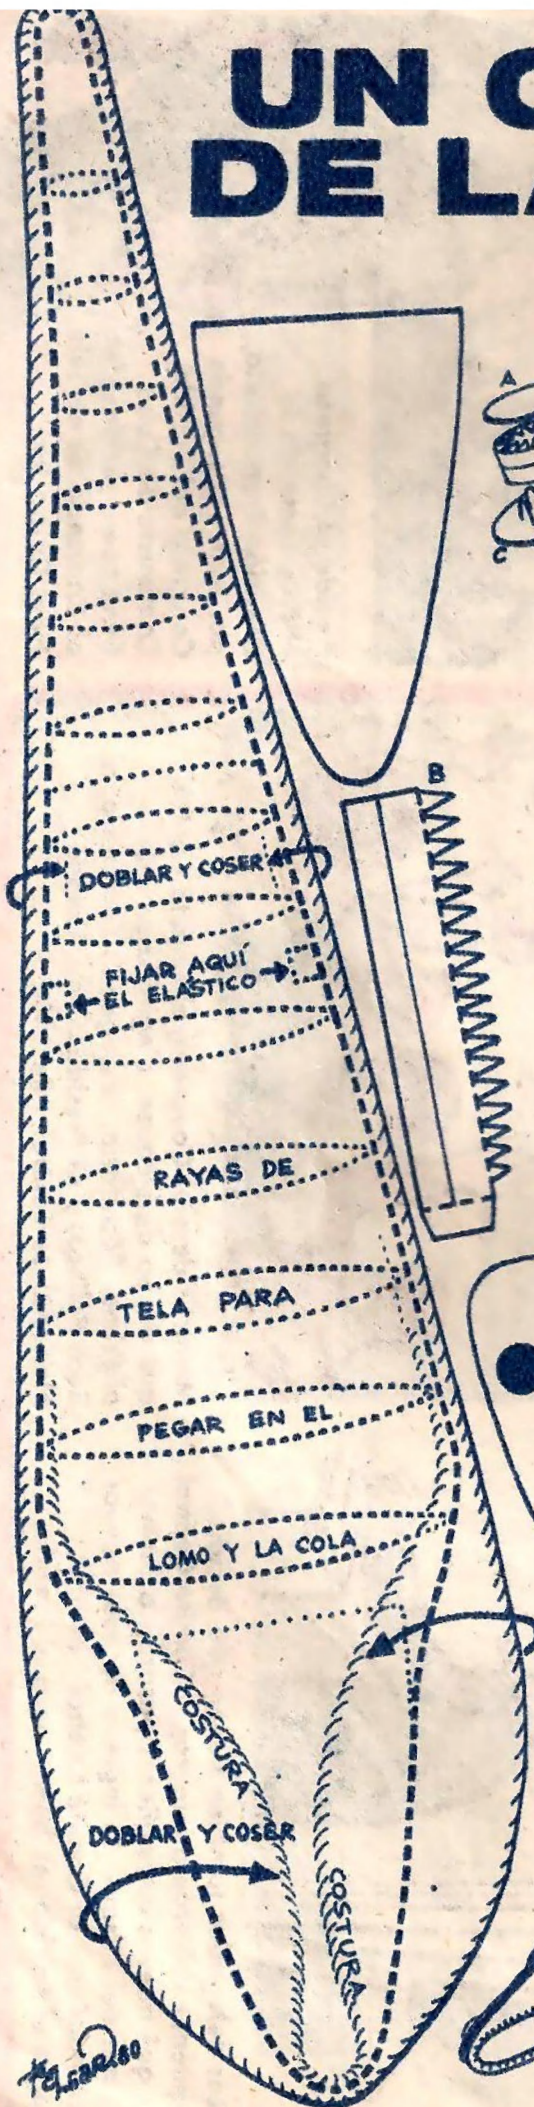 UN
DE LA
A
C
B
DOBLAR Y COSER
FIJAR AQUÍ
EL ELASTICO
RAYAS DE
TELA PARA
PEGAR EN EL
LOMO Y LA COLA
COSTURA
DOBLAR Y COSER
COSTURA